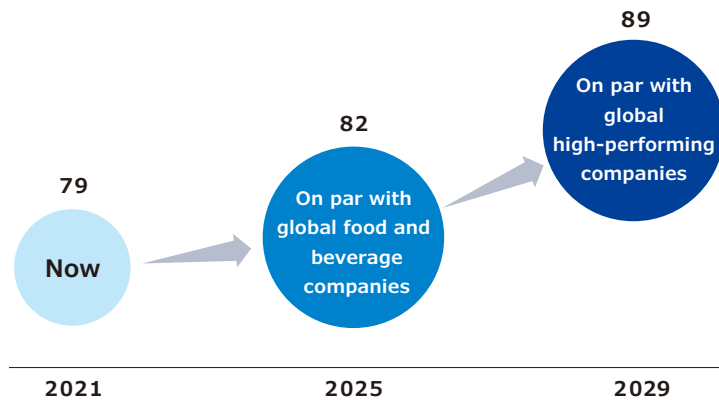 89
On par with
global
high-performing
companies
82
On par with
global food and
beverage
companies
79
Now
2021
2025
2029